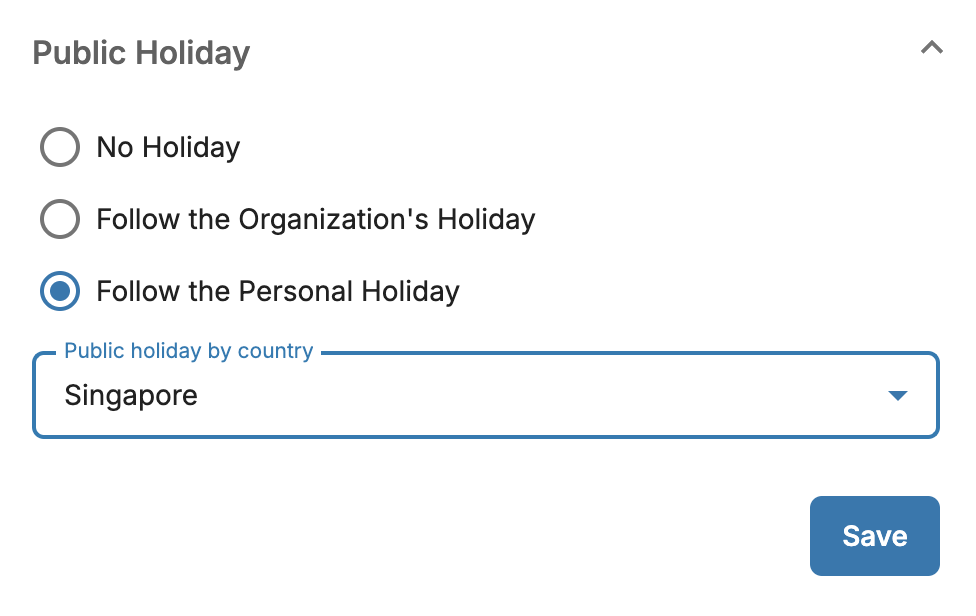 Public Holiday
No Holiday
Follow the Organization's Holiday
Follow the Personal Holiday
Public holiday by country
Singapore
Save